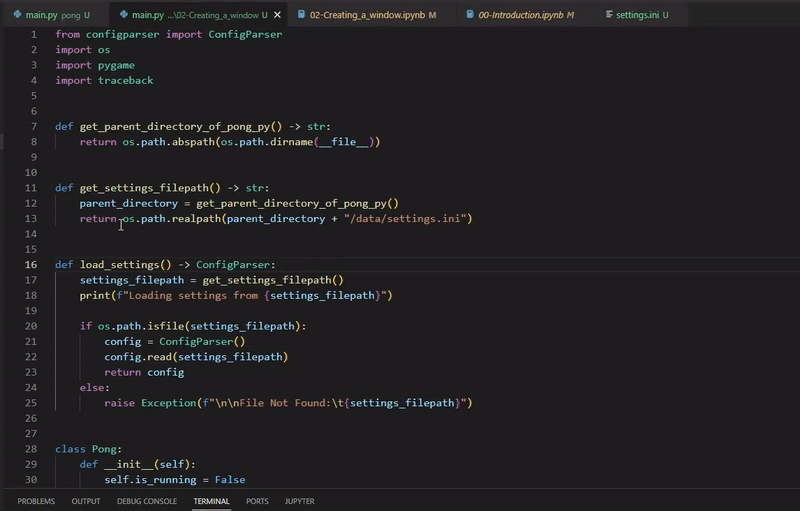 main.py pong U main.py ...\02-Creating_a_window U 02-Creating_a_window.ipynb M 00-Introduction.ipynb M settings.ini U
1 from configparser import ConfigParser
2 import os
3 import pygame
4 import traceback
5
6
7 def get_parent_directory_of_pong_py() -> str:
8     return os.path.abspath(os.path.dirname(__file__))
9
10
11 def get_settings_filepath() -> str:
12     parent_directory = get_parent_directory_of_pong_py()
13     return os.path.realpath(parent_directory + "/data/settings.ini")
14
15
16 def load_settings() -> ConfigParser:
17     settings_filepath = get_settings_filepath()
18     print(f"Loading settings from {settings_filepath}")
19
20     if os.path.isfile(settings_filepath):
21         config = ConfigParser()
22         config.read(settings_filepath)
23         return config
24     else:
25         raise Exception(f"\n\nFile Not Found:\t{settings_filepath}")
26
27
28 class Pong:
29     def __init__(self):
30         self.is_running = False
PROBLEMS OUTPUT DEBUG CONSOLE TERMINAL PORTS JUPYTER